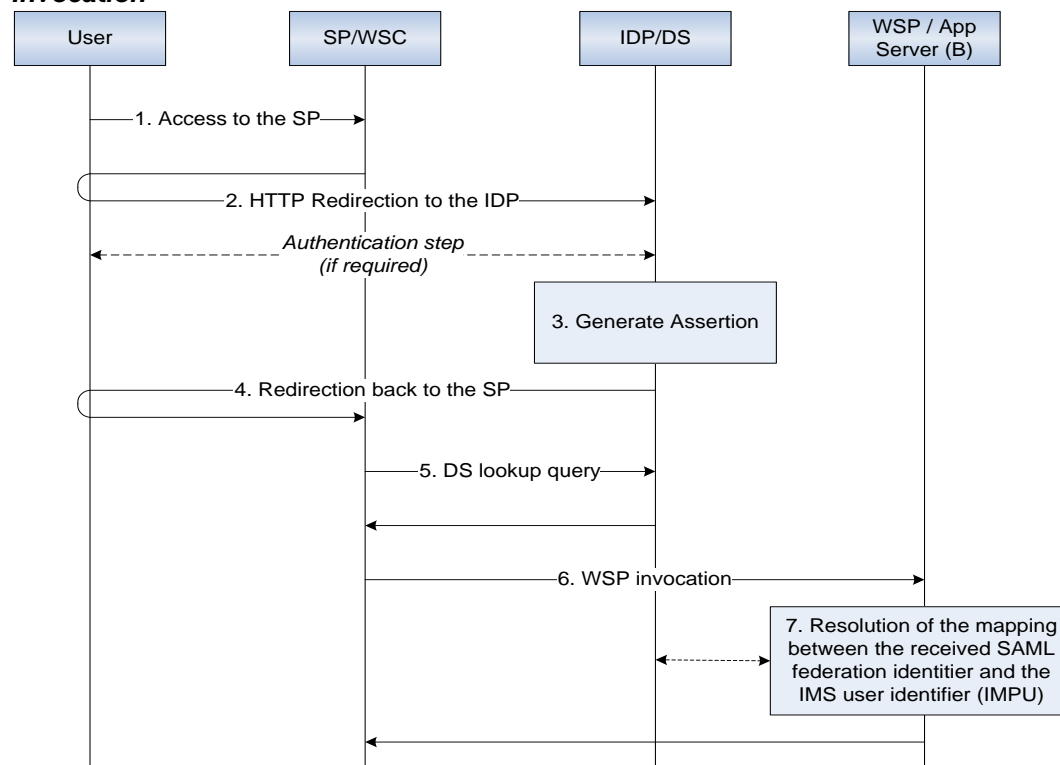 Invocation
User
SP/WSC
IDP/DS
WSP / App
Server (B)
1. Access to the SP
2. HTTP Redirection to the IDP
Authentication step
(if required)
3. Generate Assertion
4. Redirection back to the SP
5. DS lookup query
6. WSP invocation
7. Resolution of the mapping
between the received SAML
federation identitier and the
IMS user identifier (IMPU)